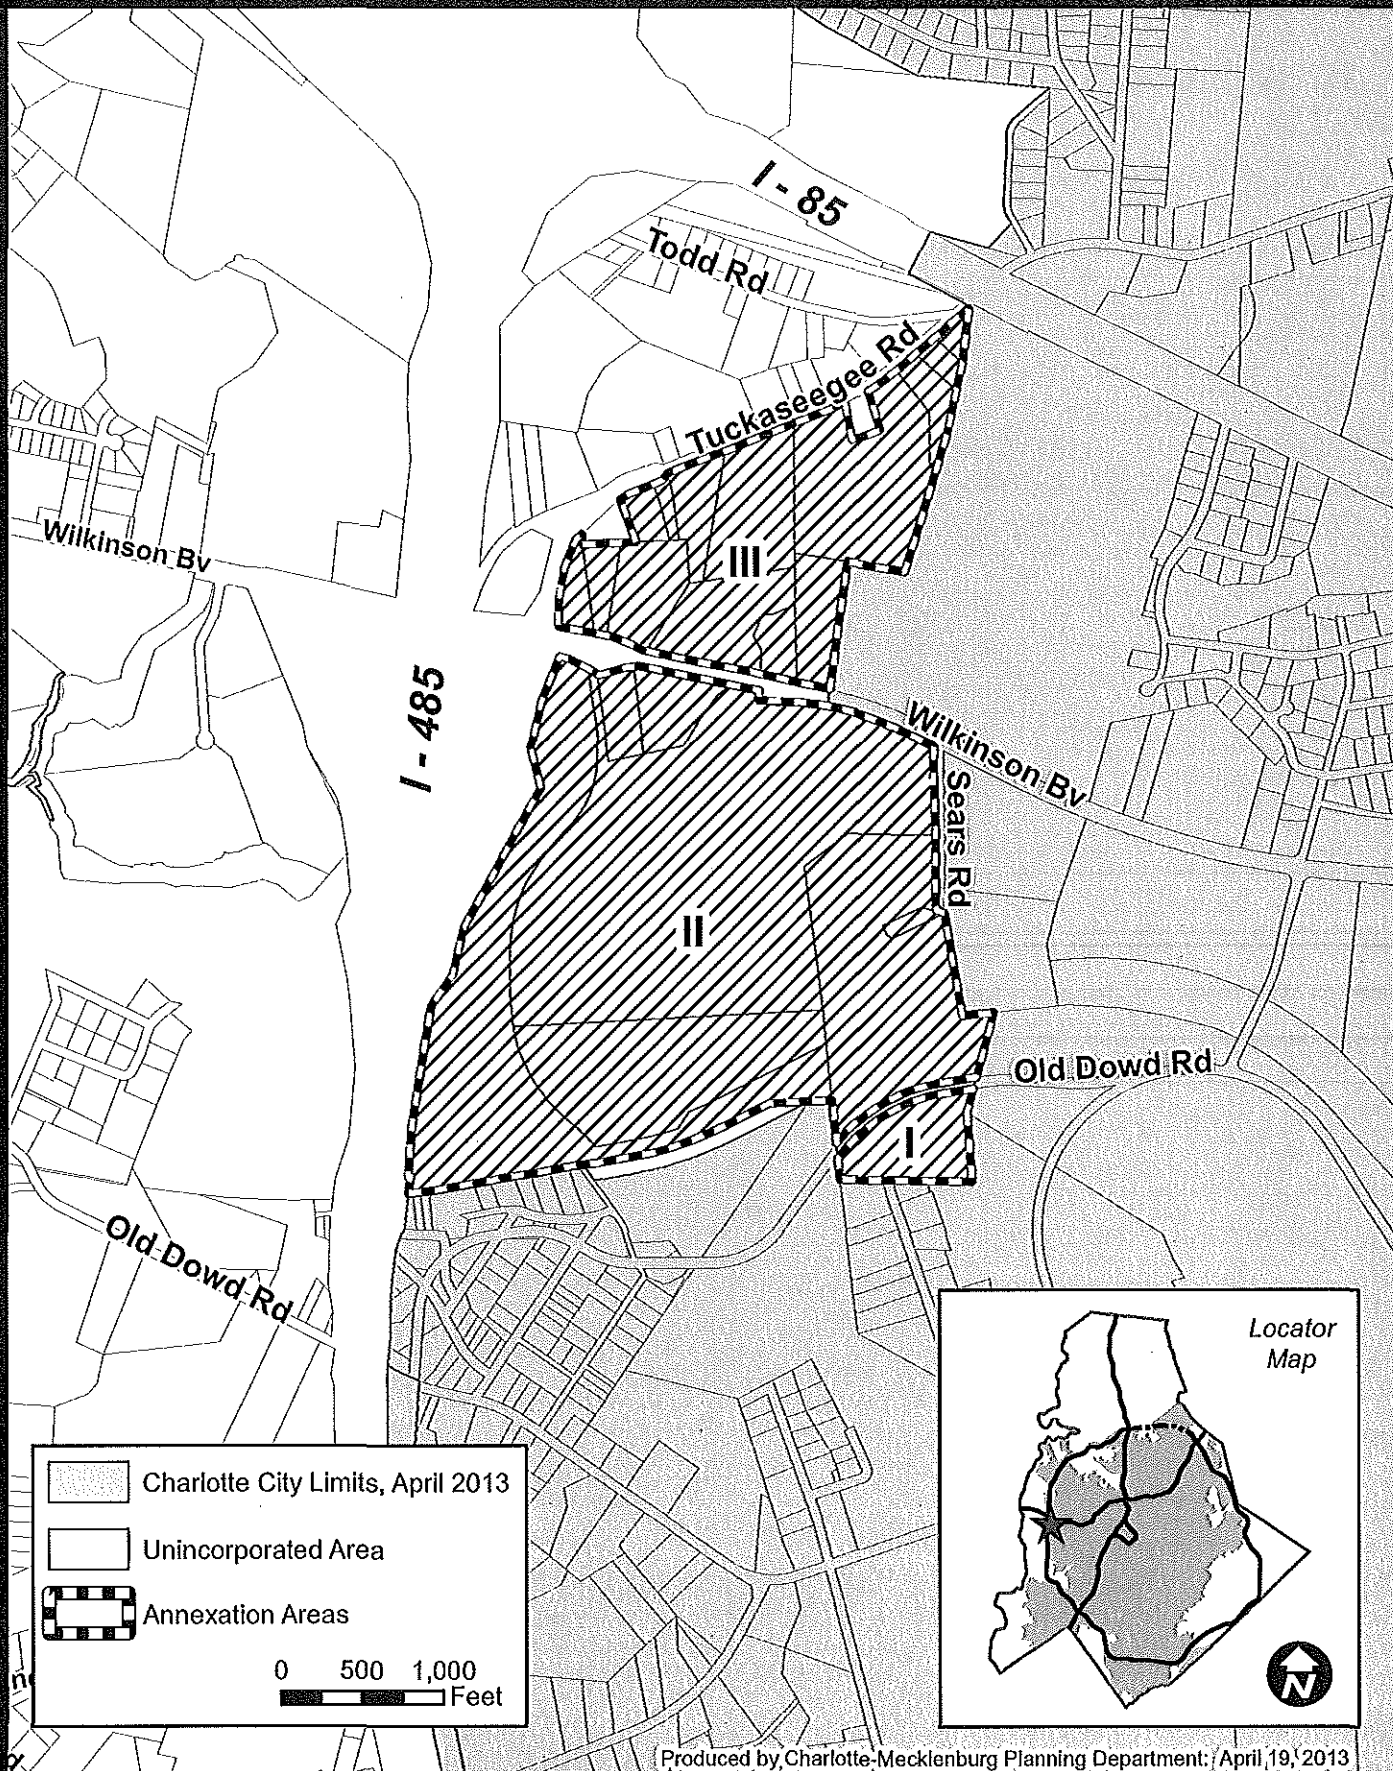 I - 85
Todd Rd
Tuckaseegee Rd
Wilkinson Bv
III
I - 485
Wilkinson Bv
Sears Rd
II
Old Dowd Rd
I
Old Dowd Rd
Locator
Map
Charlotte City Limits, April 2013
Unincorporated Area
Annexation Areas
0 500 1,000
Feet
N
Produced by Charlotte-Mecklenburg Planning Department; April 19, 2013